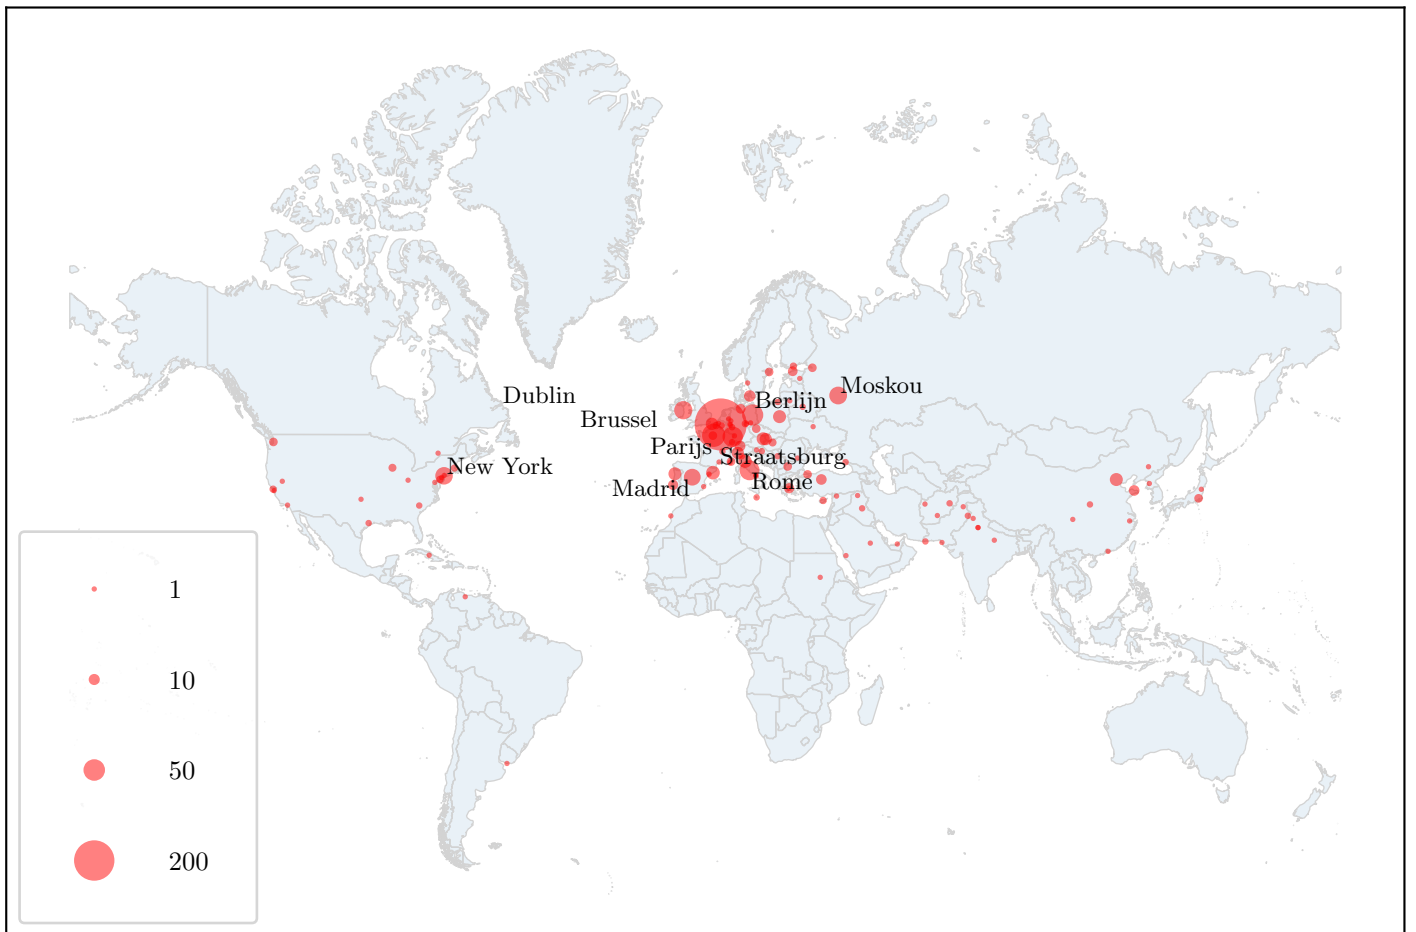 Moskou
Dublin
Berlijn
Brussel
Parijs
Straatsburg
New York
Rome
Madrid
1
10
50
200